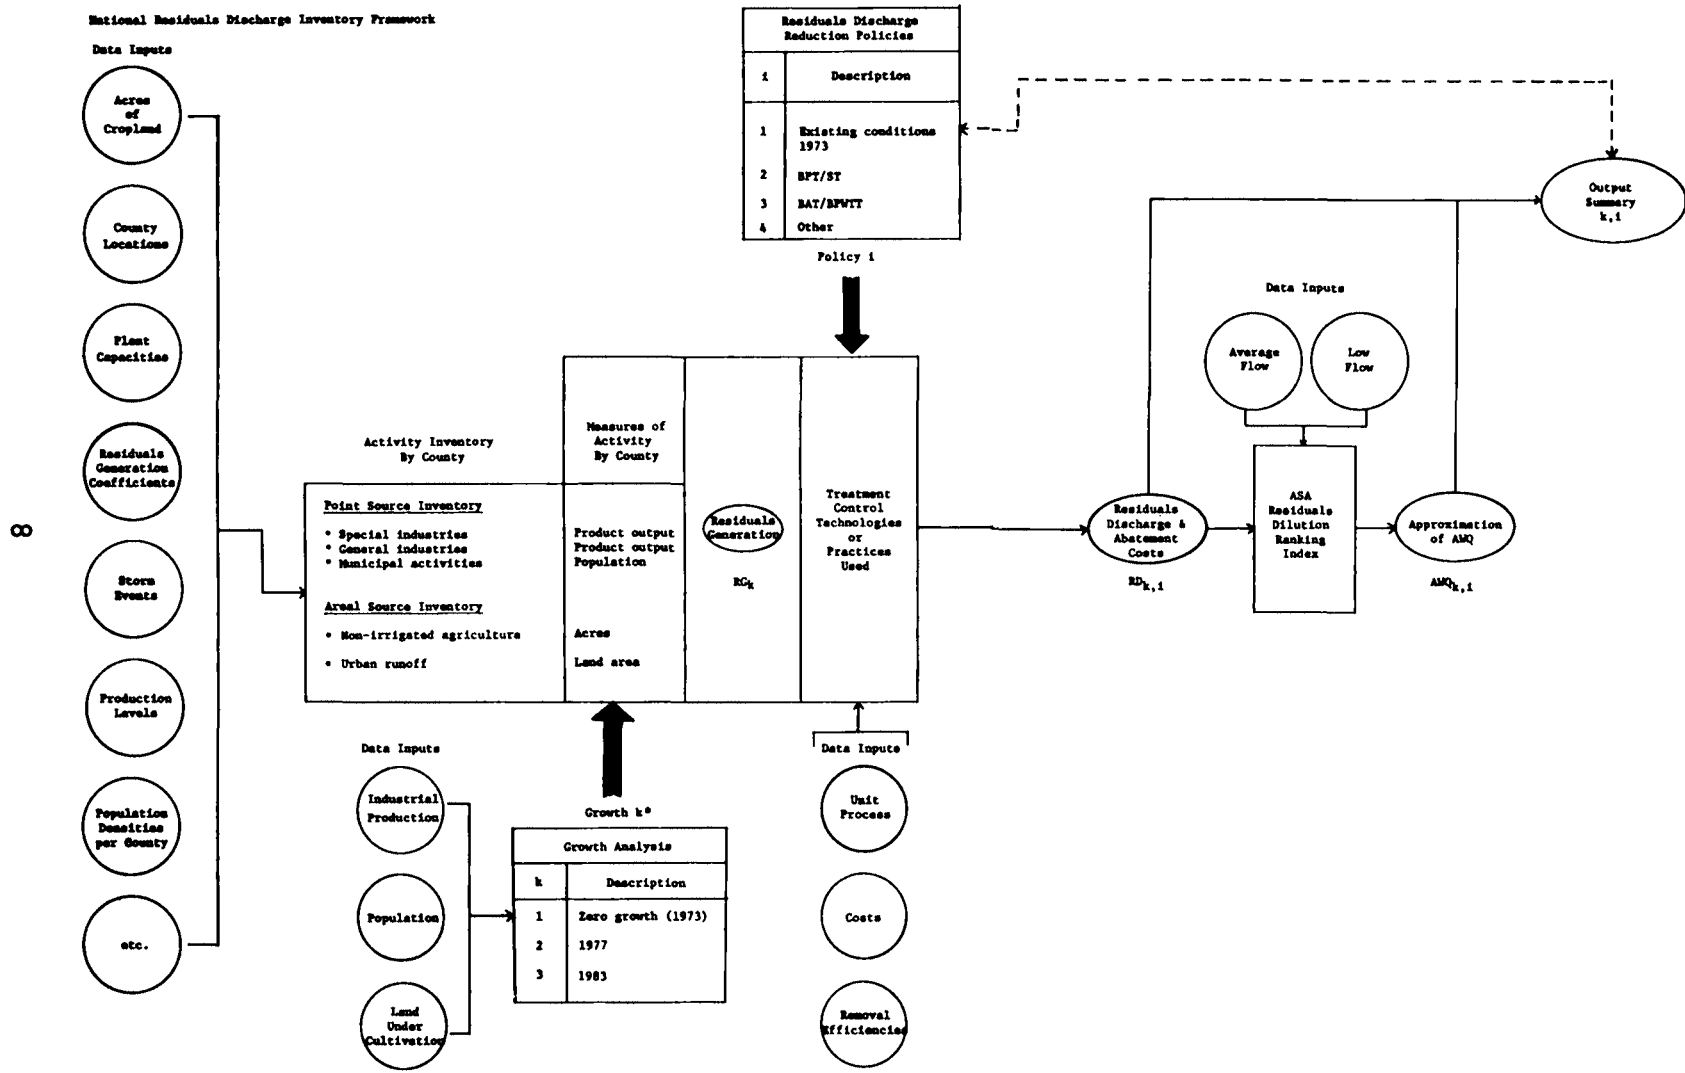 National Residuals Discharge Inventory Framework
Data Inputs
Acres
of
Cropland
County
Locations
Plant
Capacities
Residuals
Generation
Coefficients
Storm
Events
Production
Levels
Population
Densities
per County
etc.
8
Activity Inventory
By County
Point Source Inventory
• Special industries
• General industries
• Municipal activities
Areal Source Inventory
• Non-irrigated agriculture
• Urban runoff
Measures of
Activity
By County
Product output
Product output
Population
Acres
Land area
Residuals
Generation
RGk
Treatment
Control
Technologies
or
Practices
Used
Residuals Discharge
Reduction Policies
i Description
1 Existing conditions
1973
2 BPT/ST
3 BAT/BPWTT
4 Other
Policy i
Data Inputs
Industrial
Production
Population
Land
Under
Cultivation
Growth k*
Growth Analysis
k Description
1 Zero growth (1973)
2 1977
3 1983
Data Inputs
Unit
Process
Costs
Removal
Efficiencies
Residuals
Discharge &
Abatement
Costs
RDk,i
Data Inputs
Average
Flow
Low
Flow
ASA
Residuals
Dilution
Ranking
Index
Approximation
of AWQ
AWQk,i
Output
Summary
k,i